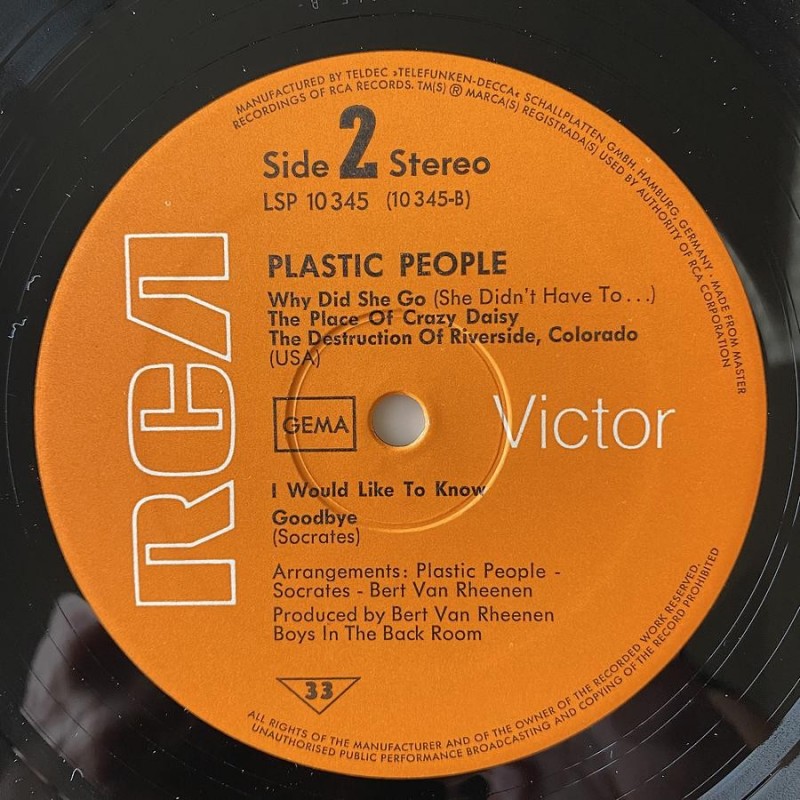 MANUFACTURED BY TELDEC »TELEFUNKEN-DECCA« SCHALLPLATTEN GMBH, HAMBURG, GERMANY · MADE FROM MASTER
RECORDINGS OF RCA RECORDS. TM(S) ® MARCA(S) REGISTRADA(S) USED BY AUTHORITY OF RCA CORPORATION
Side 2 Stereo
LSP 10 345 (10 345-B)
PLASTIC PEOPLE
Why Did She Go (She Didn't Have To...)
The Place Of Crazy Daisy
The Destruction Of Riverside, Colorado
(USA)
RCA
GEMA
Victor
I Would Like To Know
Goodbye
(Socrates)
Arrangements: Plastic People -
Socrates - Bert Van Rheenen
Produced by Bert Van Rheenen
Boys In The Back Room
33
ALL RIGHTS OF THE MANUFACTURER AND OF THE OWNER OF THE RECORDED WORK RESERVED.
UNAUTHORISED PUBLIC PERFORMANCE BROADCASTING AND COPYING OF THE RECORD PROHIBITED